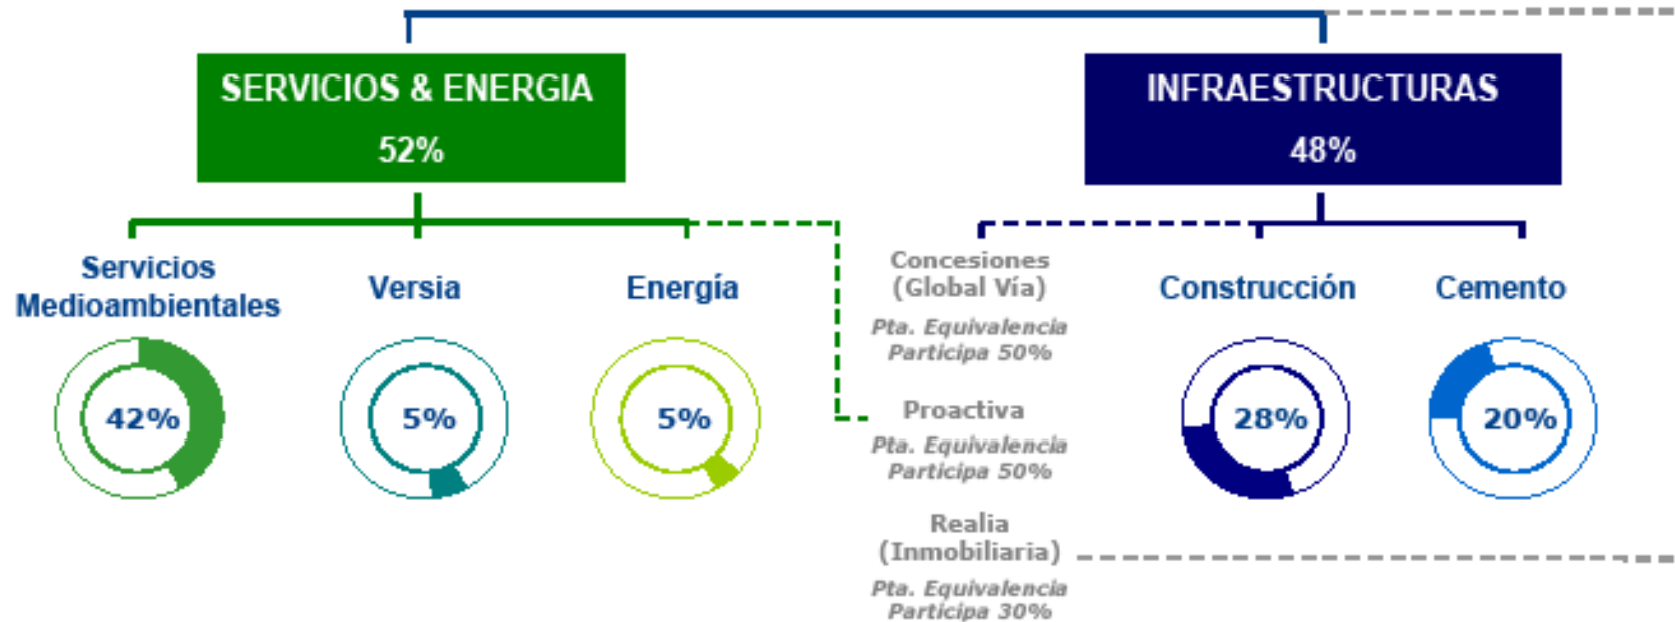 SERVICIOS & ENERGIA
52%
INFRAESTRUCTURAS
48%
Servicios
Medioambientales
42%
Versia
5%
Energía
5%
Concesiones
(Global Vía)
Pta. Equivalencia
Participa 50%
Proactiva
Pta. Equivalencia
Participa 50%
Realia
(Inmobiliaria)
Pta. Equivalencia
Participa 30%
Construcción
28%
Cemento
20%